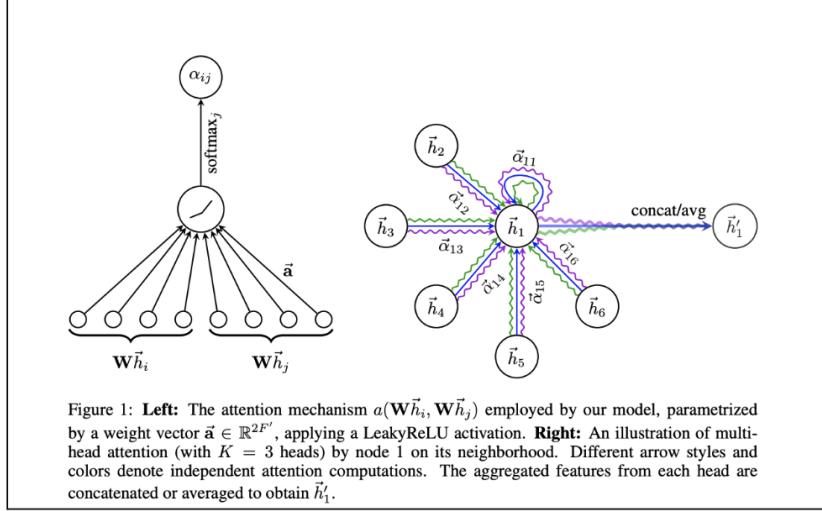 α_ij
softmax_j
a⃗
Wh⃗_i
Wh⃗_j
h⃗_2
α⃗_11
α⃗_12
h⃗_3
h⃗_1
concat/avg
h⃗′_1
α⃗_13
α⃗_16
α⃗_14
α⃗_15
h⃗_4
h⃗_6
h⃗_5
Figure 1: Left: The attention mechanism a(Wh⃗_i, Wh⃗_j) employed by our model, parametrized
by a weight vector a⃗ ∈ ℝ^2F′, applying a LeakyReLU activation. Right: An illustration of multi-
head attention (with K = 3 heads) by node 1 on its neighborhood. Different arrow styles and
colors denote independent attention computations. The aggregated features from each head are
concatenated or averaged to obtain h⃗′_1.